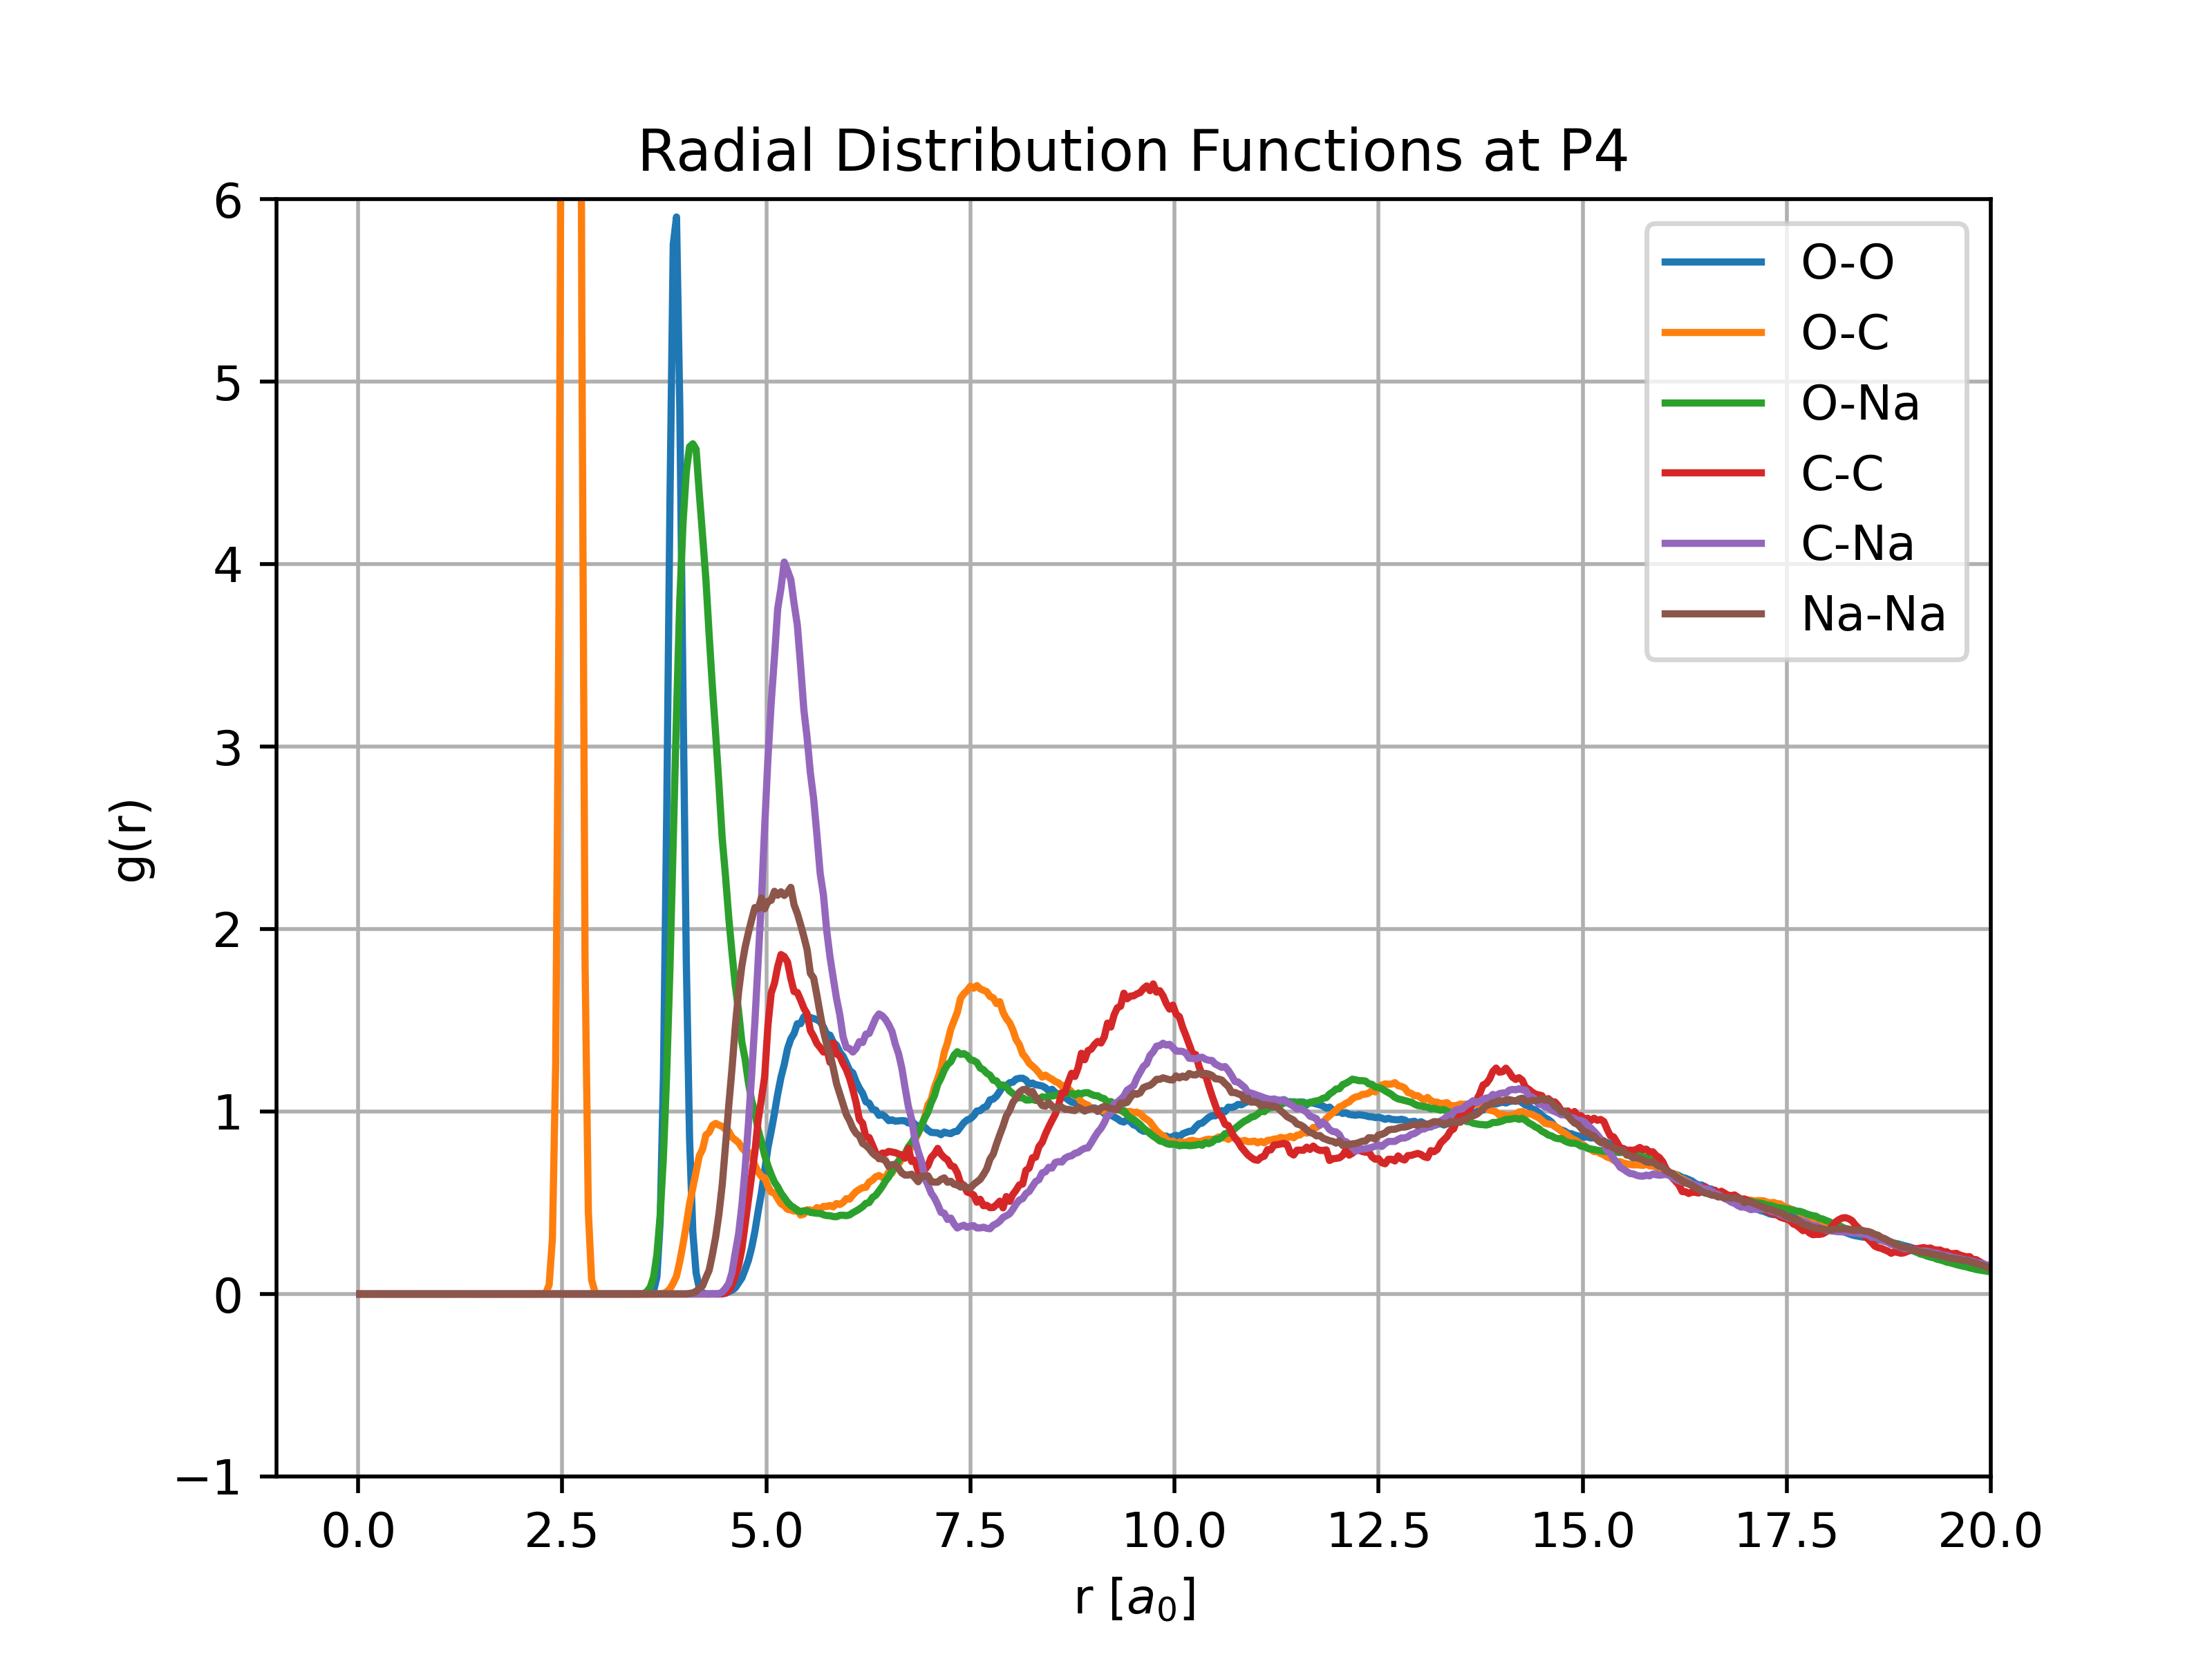 Radial Distribution Functions at P4
6
5
4
3
2
1
0
−1
g(r)
O-O
O-C
O-Na
C-C
C-Na
Na-Na
0.0 2.5 5.0 7.5 10.0 12.5 15.0 17.5 20.0
r [a₀]